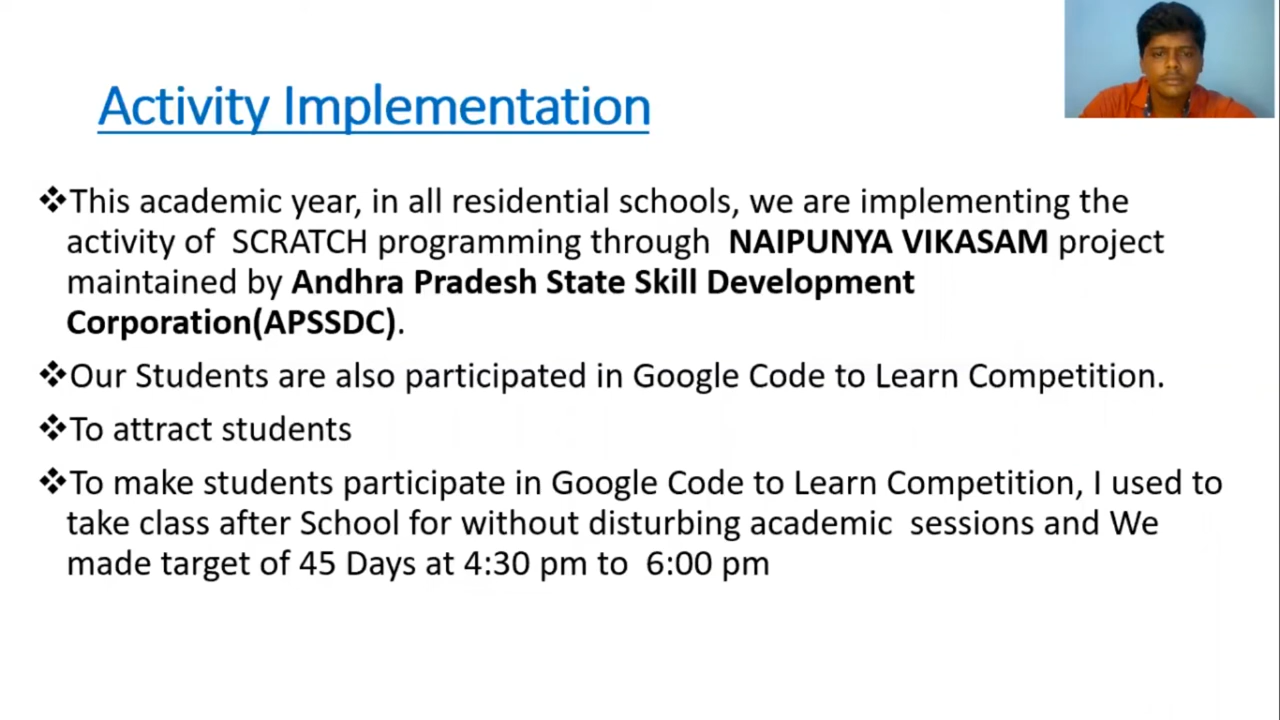 Activity Implementation
❖This academic year, in all residential schools, we are implementing the
activity of SCRATCH programming through NAIPUNYA VIKASAM project
maintained by Andhra Pradesh State Skill Development
Corporation(APSSDC).
❖Our Students are also participated in Google Code to Learn Competition.
❖To attract students
❖To make students participate in Google Code to Learn Competition, I used to
take class after School for without disturbing academic sessions and We
made target of 45 Days at 4:30 pm to 6:00 pm